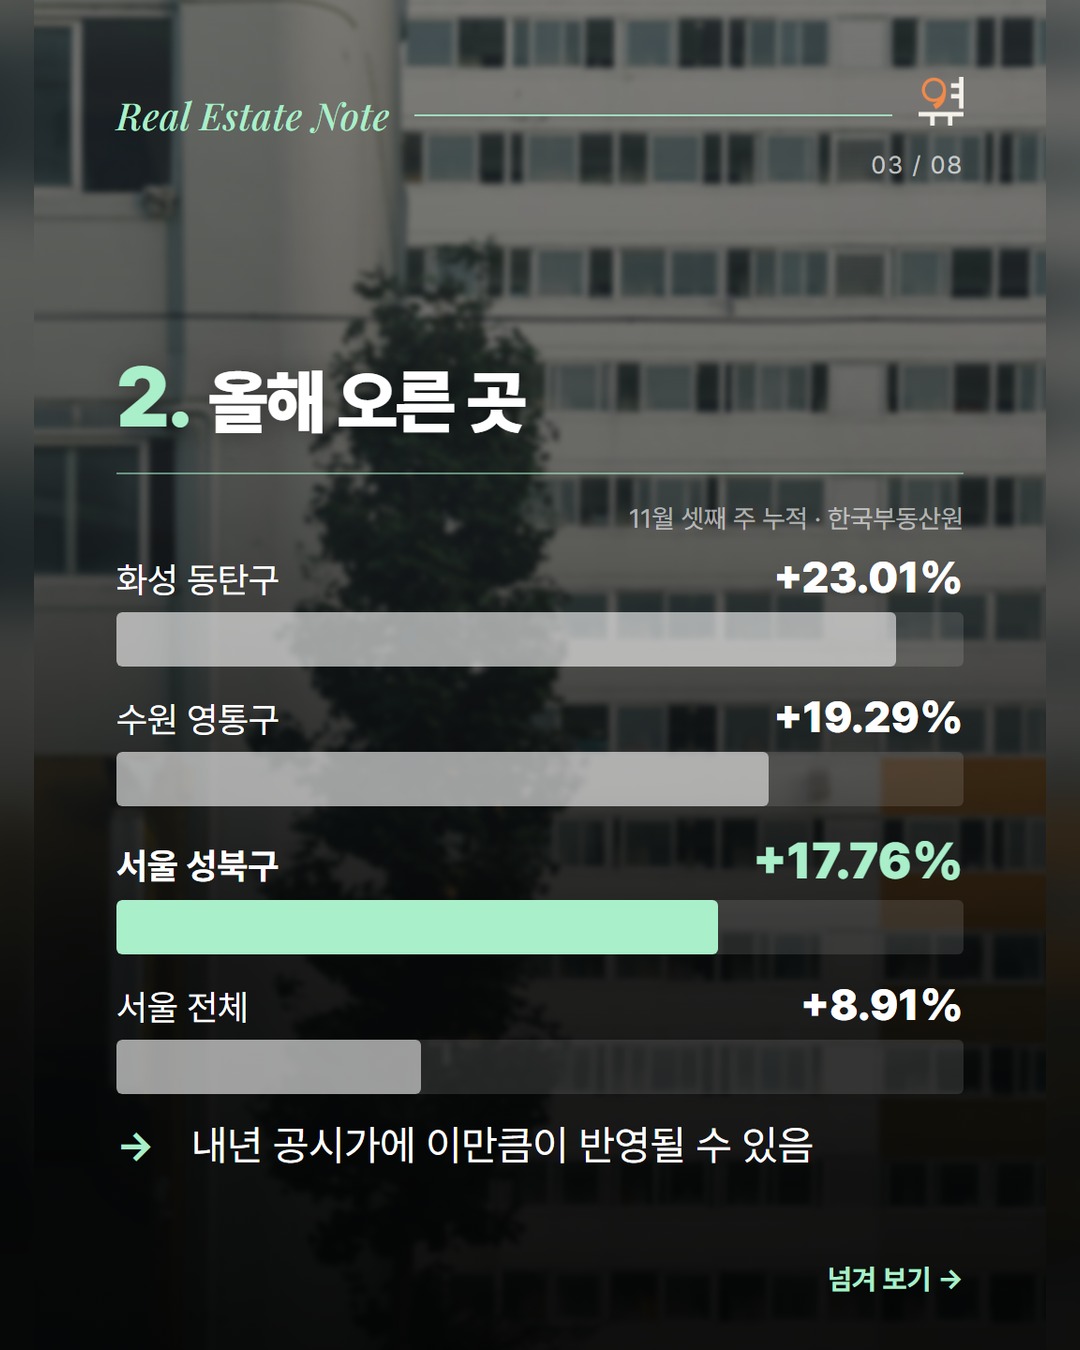 Real Estate Note
03 / 08
2. 올해 오른 곳
11월 셋째 주 누적 · 한국부동산원
화성 동탄구
+23.01%
수원 영통구
+19.29%
서울 성북구
+17.76%
서울 전체
+8.91%
→ 내년 공시가에 이만큼이 반영될 수 있음
넘겨 보기 →